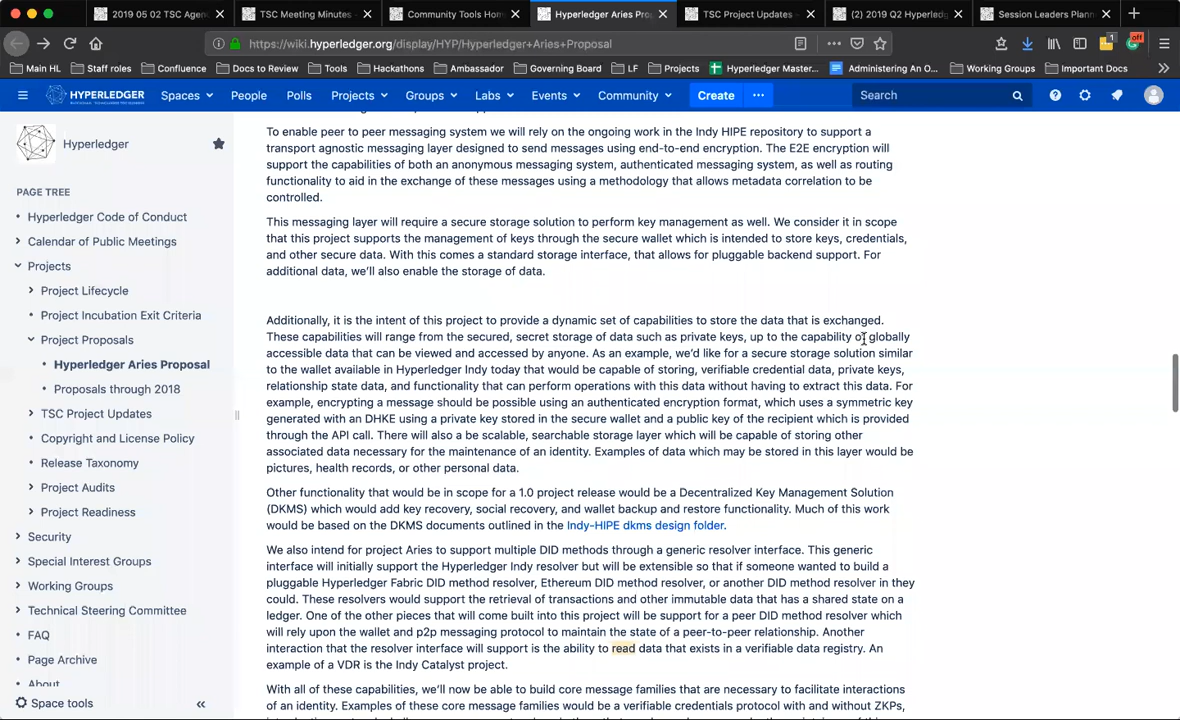 2019 05 02 TSC Agen
TSC Meeting Minutes -
Community Tools Hom
Hyperledger Aries Pro
TSC Project Updates -
(2) 2019 Q2 Hyperled
Session Leaders Plann
https://wiki.hyperledger.org/display/HYP/Hyperledger+Aries+Proposal
1
off
Main HL Staff roles Confluence Docs to Review Tools Hackathons Ambassador Governing Board LF Projects Hyperledger Master... Administering An O... Working Groups Important Docs
HYPERLEDGER Spaces People Polls Projects Groups Labs Events Community Create Search
Hyperledger
PAGE TREE
Hyperledger Code of Conduct
Calendar of Public Meetings
Projects
Project Lifecycle
Project Incubation Exit Criteria
Project Proposals
Hyperledger Aries Proposal
Proposals through 2018
TSC Project Updates
Copyright and License Policy
Release Taxonomy
Project Audits
Project Readiness
Security
Special Interest Groups
Working Groups
Technical Steering Committee
FAQ
Page Archive
About
Space tools
To enable peer to peer messaging system we will rely on the ongoing work in the Indy HIPE repository to support a
transport agnostic messaging layer designed to send messages using end-to-end encryption. The E2E encryption will
support the capabilities of both an anonymous messaging system, authenticated messaging system, as well as routing
functionality to aid in the exchange of these messages using a methodology that allows metadata correlation to be
controlled.
This messaging layer will require a secure storage solution to perform key management as well. We consider it in scope
that this project supports the management of keys through the secure wallet which is intended to store keys, credentials,
and other secure data. With this comes a standard storage interface, that allows for pluggable backend support. For
additional data, we'll also enable the storage of data.
Additionally, it is the intent of this project to provide a dynamic set of capabilities to store the data that is exchanged.
These capabilities will range from the secured, secret storage of data such as private keys, up to the capability of globally
accessible data that can be viewed and accessed by anyone. As an example, we'd like for a secure storage solution similar
to the wallet available in Hyperledger Indy today that would be capable of storing, verifiable credential data, private keys,
relationship state data, and functionality that can perform operations with this data without having to extract this data. For
example, encrypting a message should be possible using an authenticated encryption format, which uses a symmetric key
generated with an DHKE using a private key stored in the secure wallet and a public key of the recipient which is provided
through the API call. There will also be a scalable, searchable storage layer which will be capable of storing other
associated data necessary for the maintenance of an identity. Examples of data which may be stored in this layer would be
pictures, health records, or other personal data.
Other functionality that would be in scope for a 1.0 project release would be a Decentralized Key Management Solution
(DKMS) which would add key recovery, social recovery, and wallet backup and restore functionality. Much of this work
would be based on the DKMS documents outlined in the Indy-HIPE dkms design folder.
We also intend for project Aries to support multiple DID methods through a generic resolver interface. This generic
interface will initially support the Hyperledger Indy resolver but will be extensible so that if someone wanted to build a
pluggable Hyperledger Fabric DID method resolver, Ethereum DID method resolver, or another DID method resolver in they
could. These resolvers would support the retrieval of transactions and other immutable data that has a shared state on a
ledger. One of the other pieces that will come built into this project will be support for a peer DID method resolver which
will rely upon the wallet and p2p messaging protocol to maintain the state of a peer-to-peer relationship. Another
interaction that the resolver interface will support is the ability to read data that exists in a verifiable data registry. An
example of a VDR is the Indy Catalyst project.
With all of these capabilities, we'll now be able to build core message families that are necessary to facilitate interactions
of an identity. Examples of these core message families would be a verifiable credentials protocol with and without ZKPs,